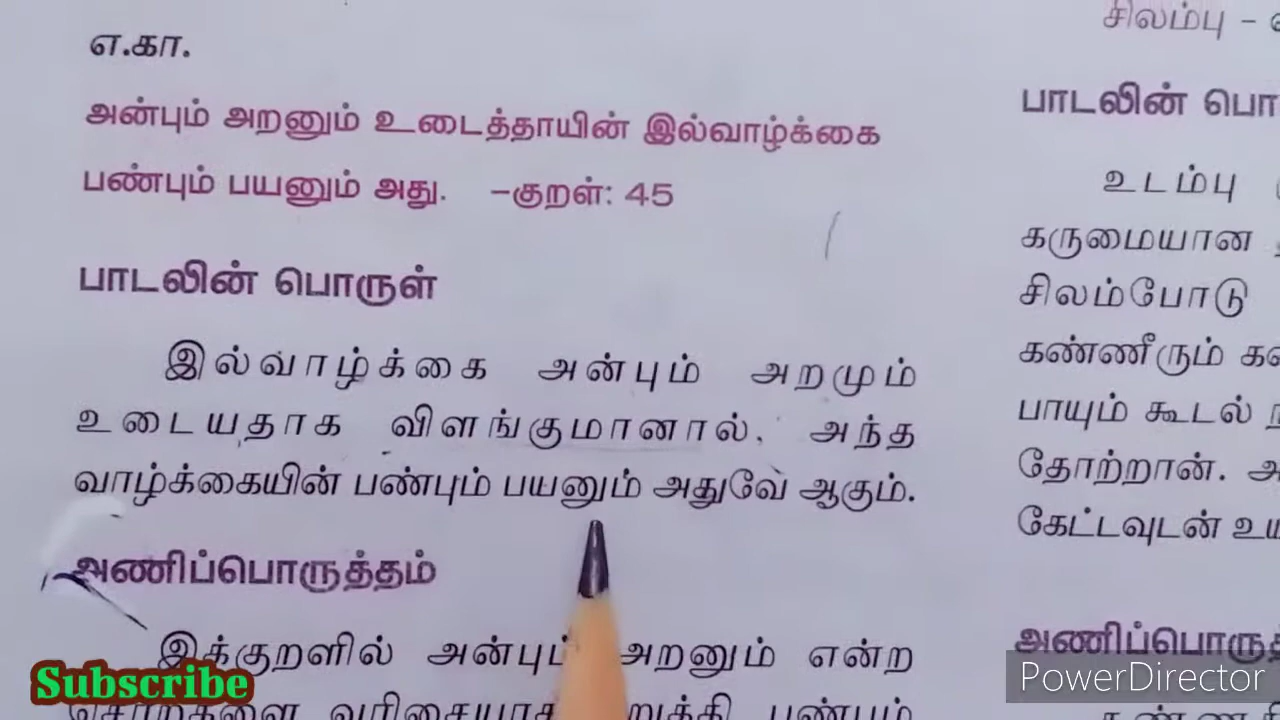 எ.கா.
அன்பும் அறனும் உடைத்தாயின் இல்வாழ்க்கை
பண்பும் பயனும் அது. –குறள்: 45
பாடலின் பொருள்
இல்வாழ்க்கை அன்பும் அறமும்
உடையதாக விளங்குமானால், அந்த
வாழ்க்கையின் பண்பும் பயனும் அதுவே ஆகும்.
அணிப்பொருத்தம்
இக்குறளில் அன்பும் அறனும் என்ற
வரிசையாக பண்பும்
சிலம்பு –
பாடலின்
உடம்பு
கருமையான
சிலம்போடு
கண்ணீரும்
பாயும் கூடல்
தோற்றான்.
கேட்டவுடன்
Subscribe
PowerDirector